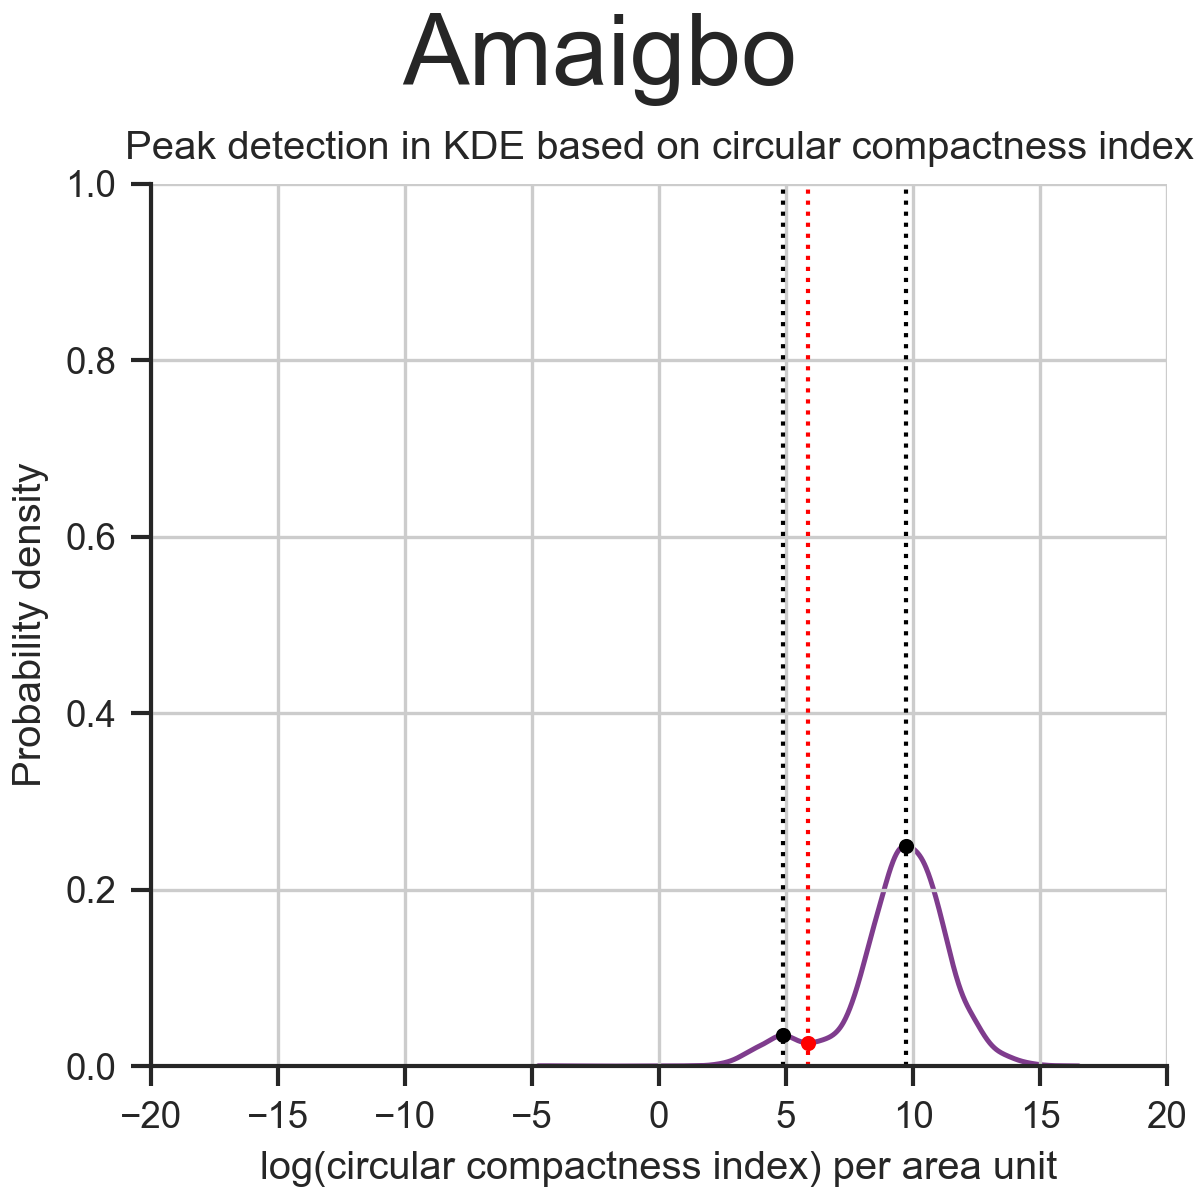 Amaigbo
Peak detection in KDE based on circular compactness index
1.0
0.8
0.6
0.4
0.2
0.0
Probability density
−20 −15 −10 −5 0 5 10 15 20
log(circular compactness index) per area unit